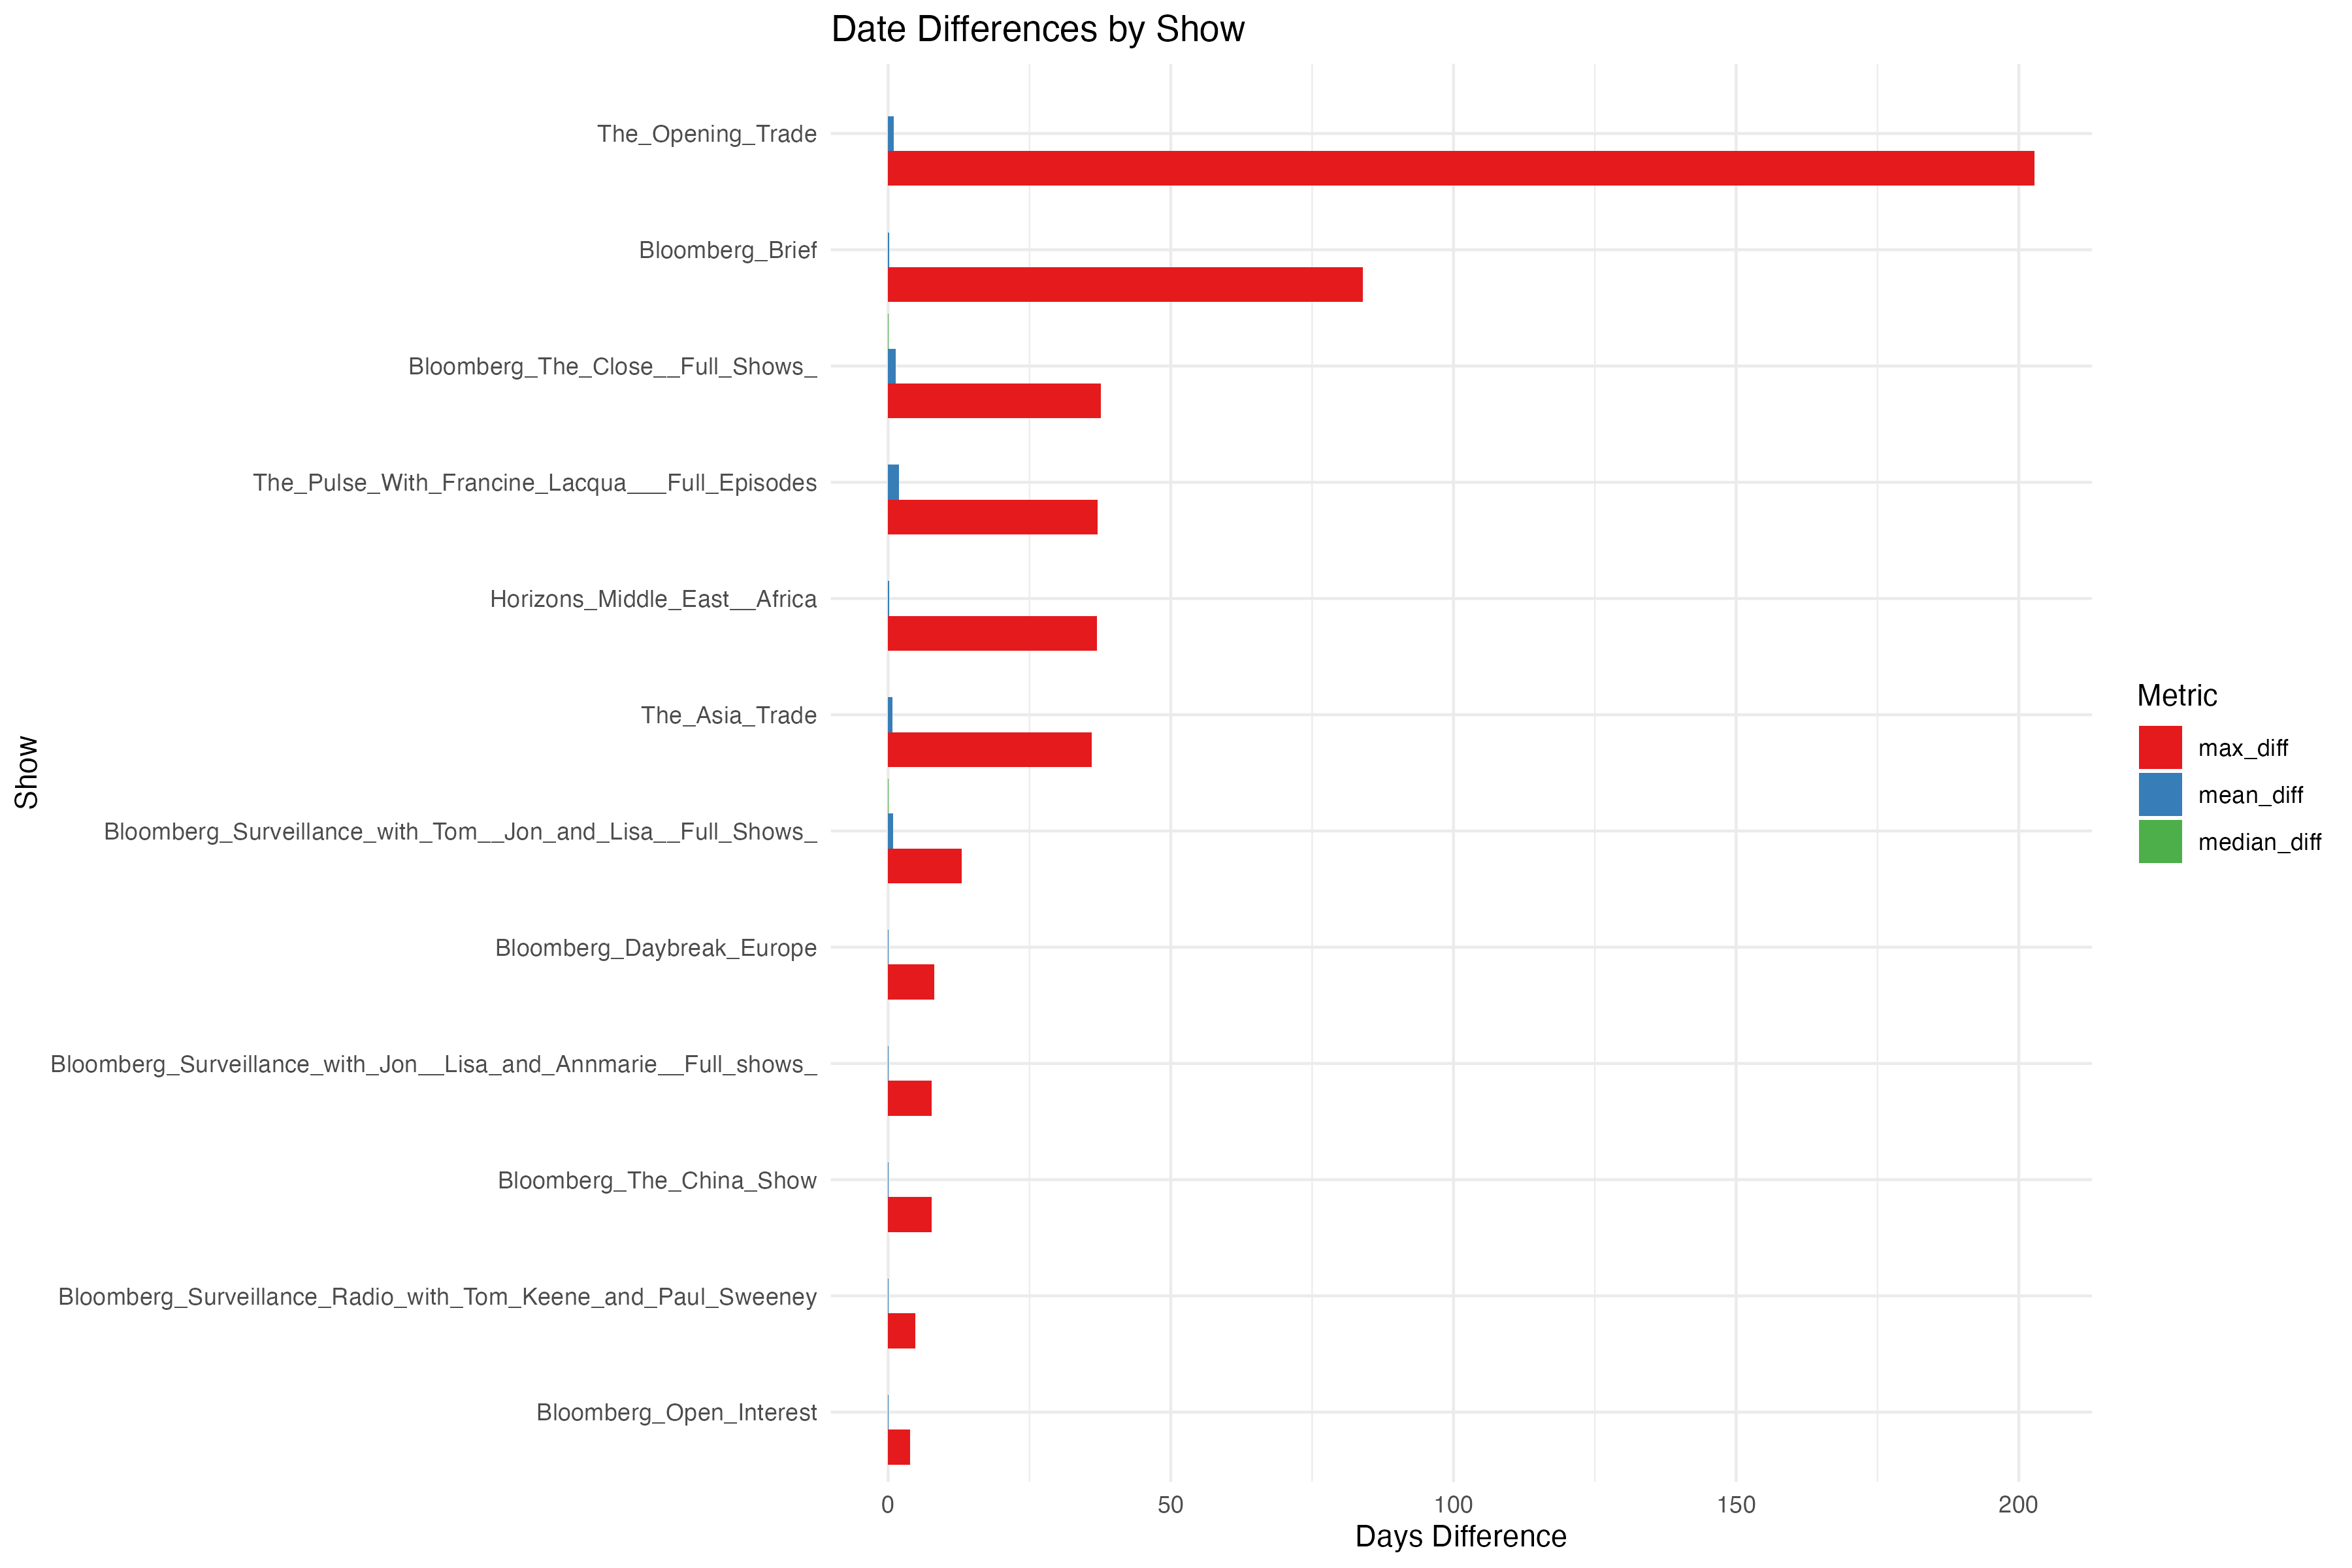 Date Differences by Show
Show
The_Opening_Trade
Bloomberg_Brief
Bloomberg_The_Close__Full_Shows_
The_Pulse_With_Francine_Lacqua___Full_Episodes
Horizons_Middle_East__Africa
The_Asia_Trade
Bloomberg_Surveillance_with_Tom__Jon_and_Lisa__Full_Shows_
Bloomberg_Daybreak_Europe
Bloomberg_Surveillance_with_Jon__Lisa_and_Annmarie__Full_shows_
Bloomberg_The_China_Show
Bloomberg_Surveillance_Radio_with_Tom_Keene_and_Paul_Sweeney
Bloomberg_Open_Interest
0 50 100 150 200
Days Difference
Metric
max_diff
mean_diff
median_diff